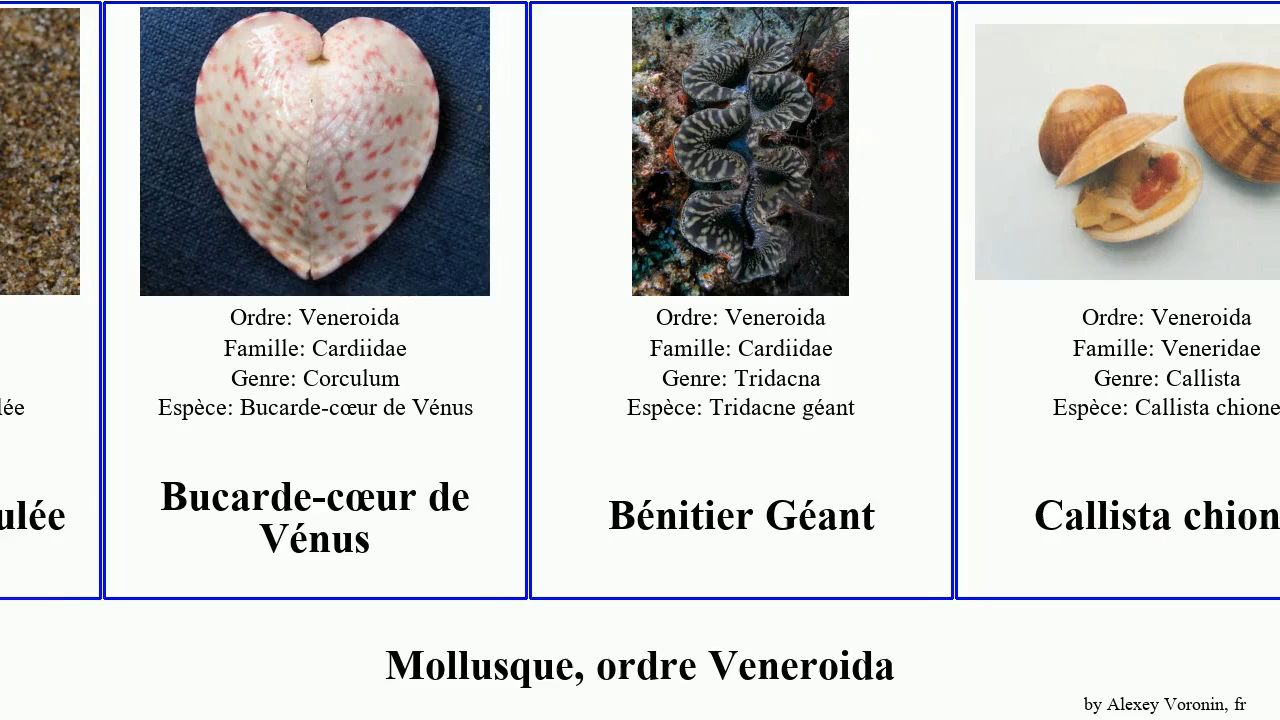 lée
ulée
Ordre: Veneroida
Famille: Cardiidae
Genre: Corculum
Espèce: Bucarde-cœur de Vénus
Bucarde-cœur de
Vénus
Ordre: Veneroida
Famille: Cardiidae
Genre: Tridacna
Espèce: Tridacne géant
Bénitier Géant
Ordre: Veneroida
Famille: Veneridae
Genre: Callista
Espèce: Callista chione
Callista chion
Mollusque, ordre Veneroida
by Alexey Voronin, fr